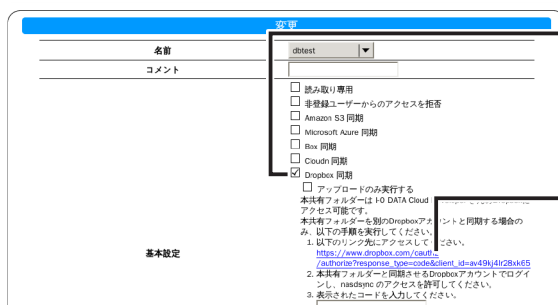 変更
名前 dbtest
コメント
読み取り専用
非登録ユーザーからのアクセスを拒否
Amazon S3 同期
Microsoft Azure 同期
Box 同期
Cloudn 同期
Dropbox 同期
アップロードのみ実行する
本共有フォルダーは I-O DATA Cloud
アクセス可能です。
本共有フォルダーを別のDropboxアカウントと同期する場合の
み、以下の手順を実行してください。
基本設定
1. 以下のリンク先にアクセスしてください。
https://www.dropbox.com/
/authorize?response_type=code&client_id=av49kj4lr28xk65
2. 本共有フォルダーと同期させるDropboxアカウントでログイ
ンし、nasdsync のアクセスを許可してください。
3. 表示されたコードを入力してください。